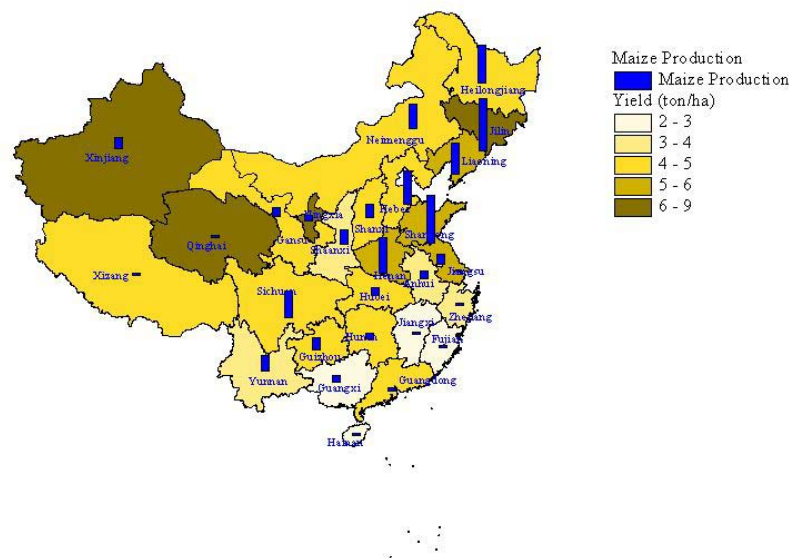 Maize Production
Maize Production
Yield (ton/ha)
2 - 3
3 - 4
4 - 5
5 - 6
6 - 9
Heilongjiang
Jilin
Neimenggu
Liaoning
Xinjiang
Hebei
Ningxia
Shandong
Gansu
Shanxi
Shaanxi
Qinghai
Henan
Jiangsu
Xizang
Anhui
Sichuan
Hubei
Zhejiang
Jiangxi
Hunan
Fujian
Guizhou
Yunnan
Guangxi
Guangdong
Hainan